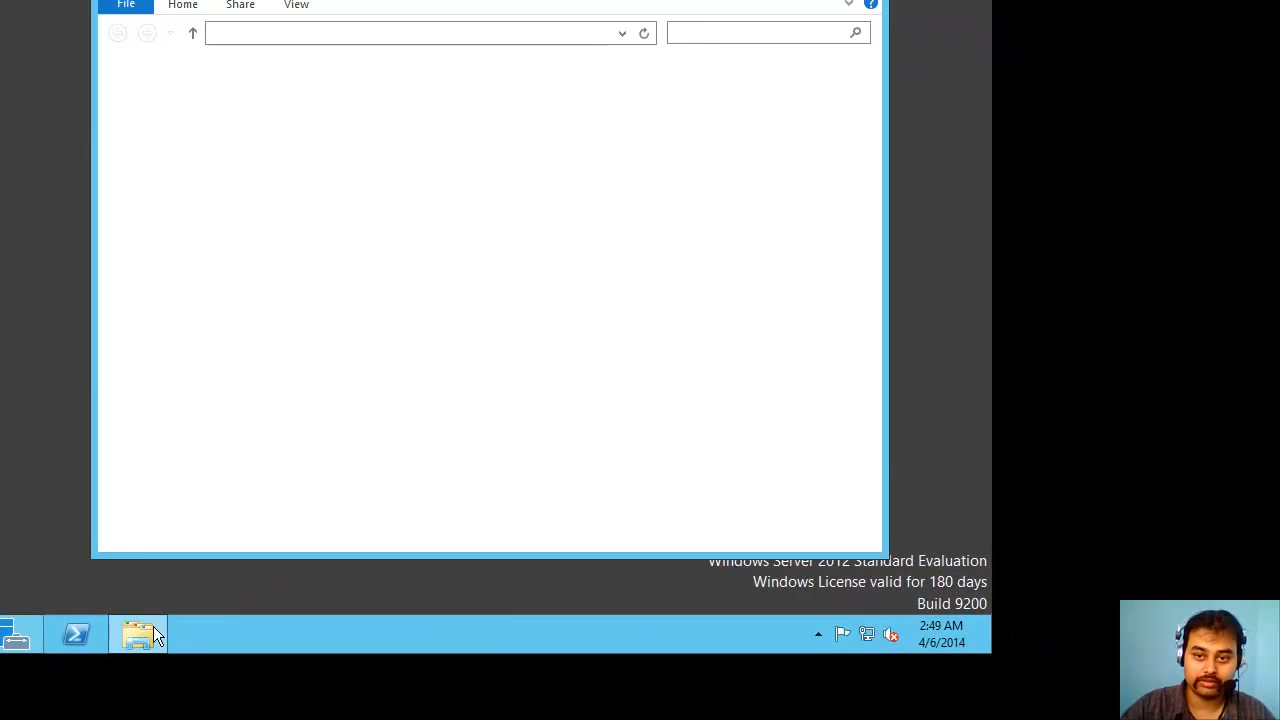 File Home Share View
Windows Server 2012 Standard Evaluation
Windows License valid for 180 days
Build 9200
2:49 AM
4/6/2014